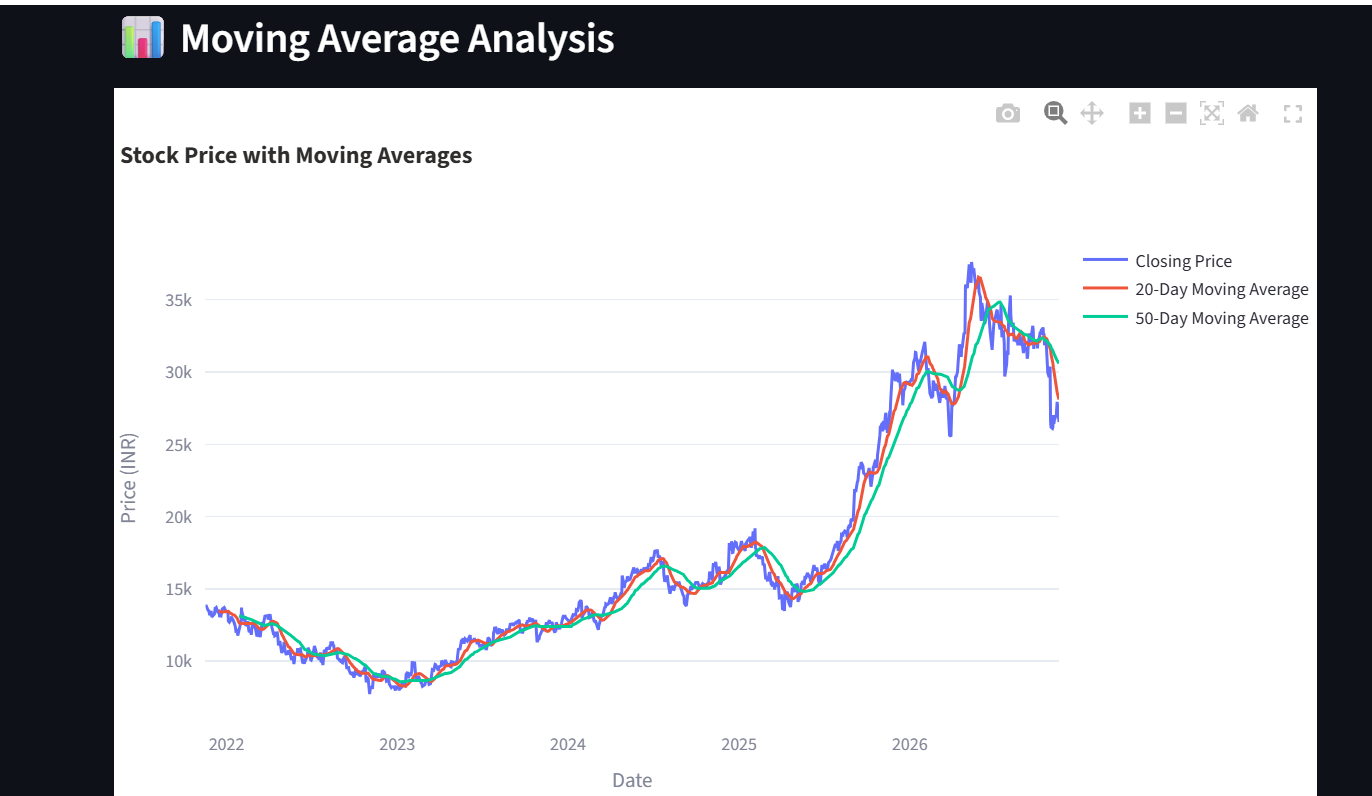 Moving Average Analysis
Stock Price with Moving Averages
Closing Price
20-Day Moving Average
50-Day Moving Average
35k
30k
25k
20k
15k
10k
Price (INR)
2022 2023 2024 2025 2026
Date